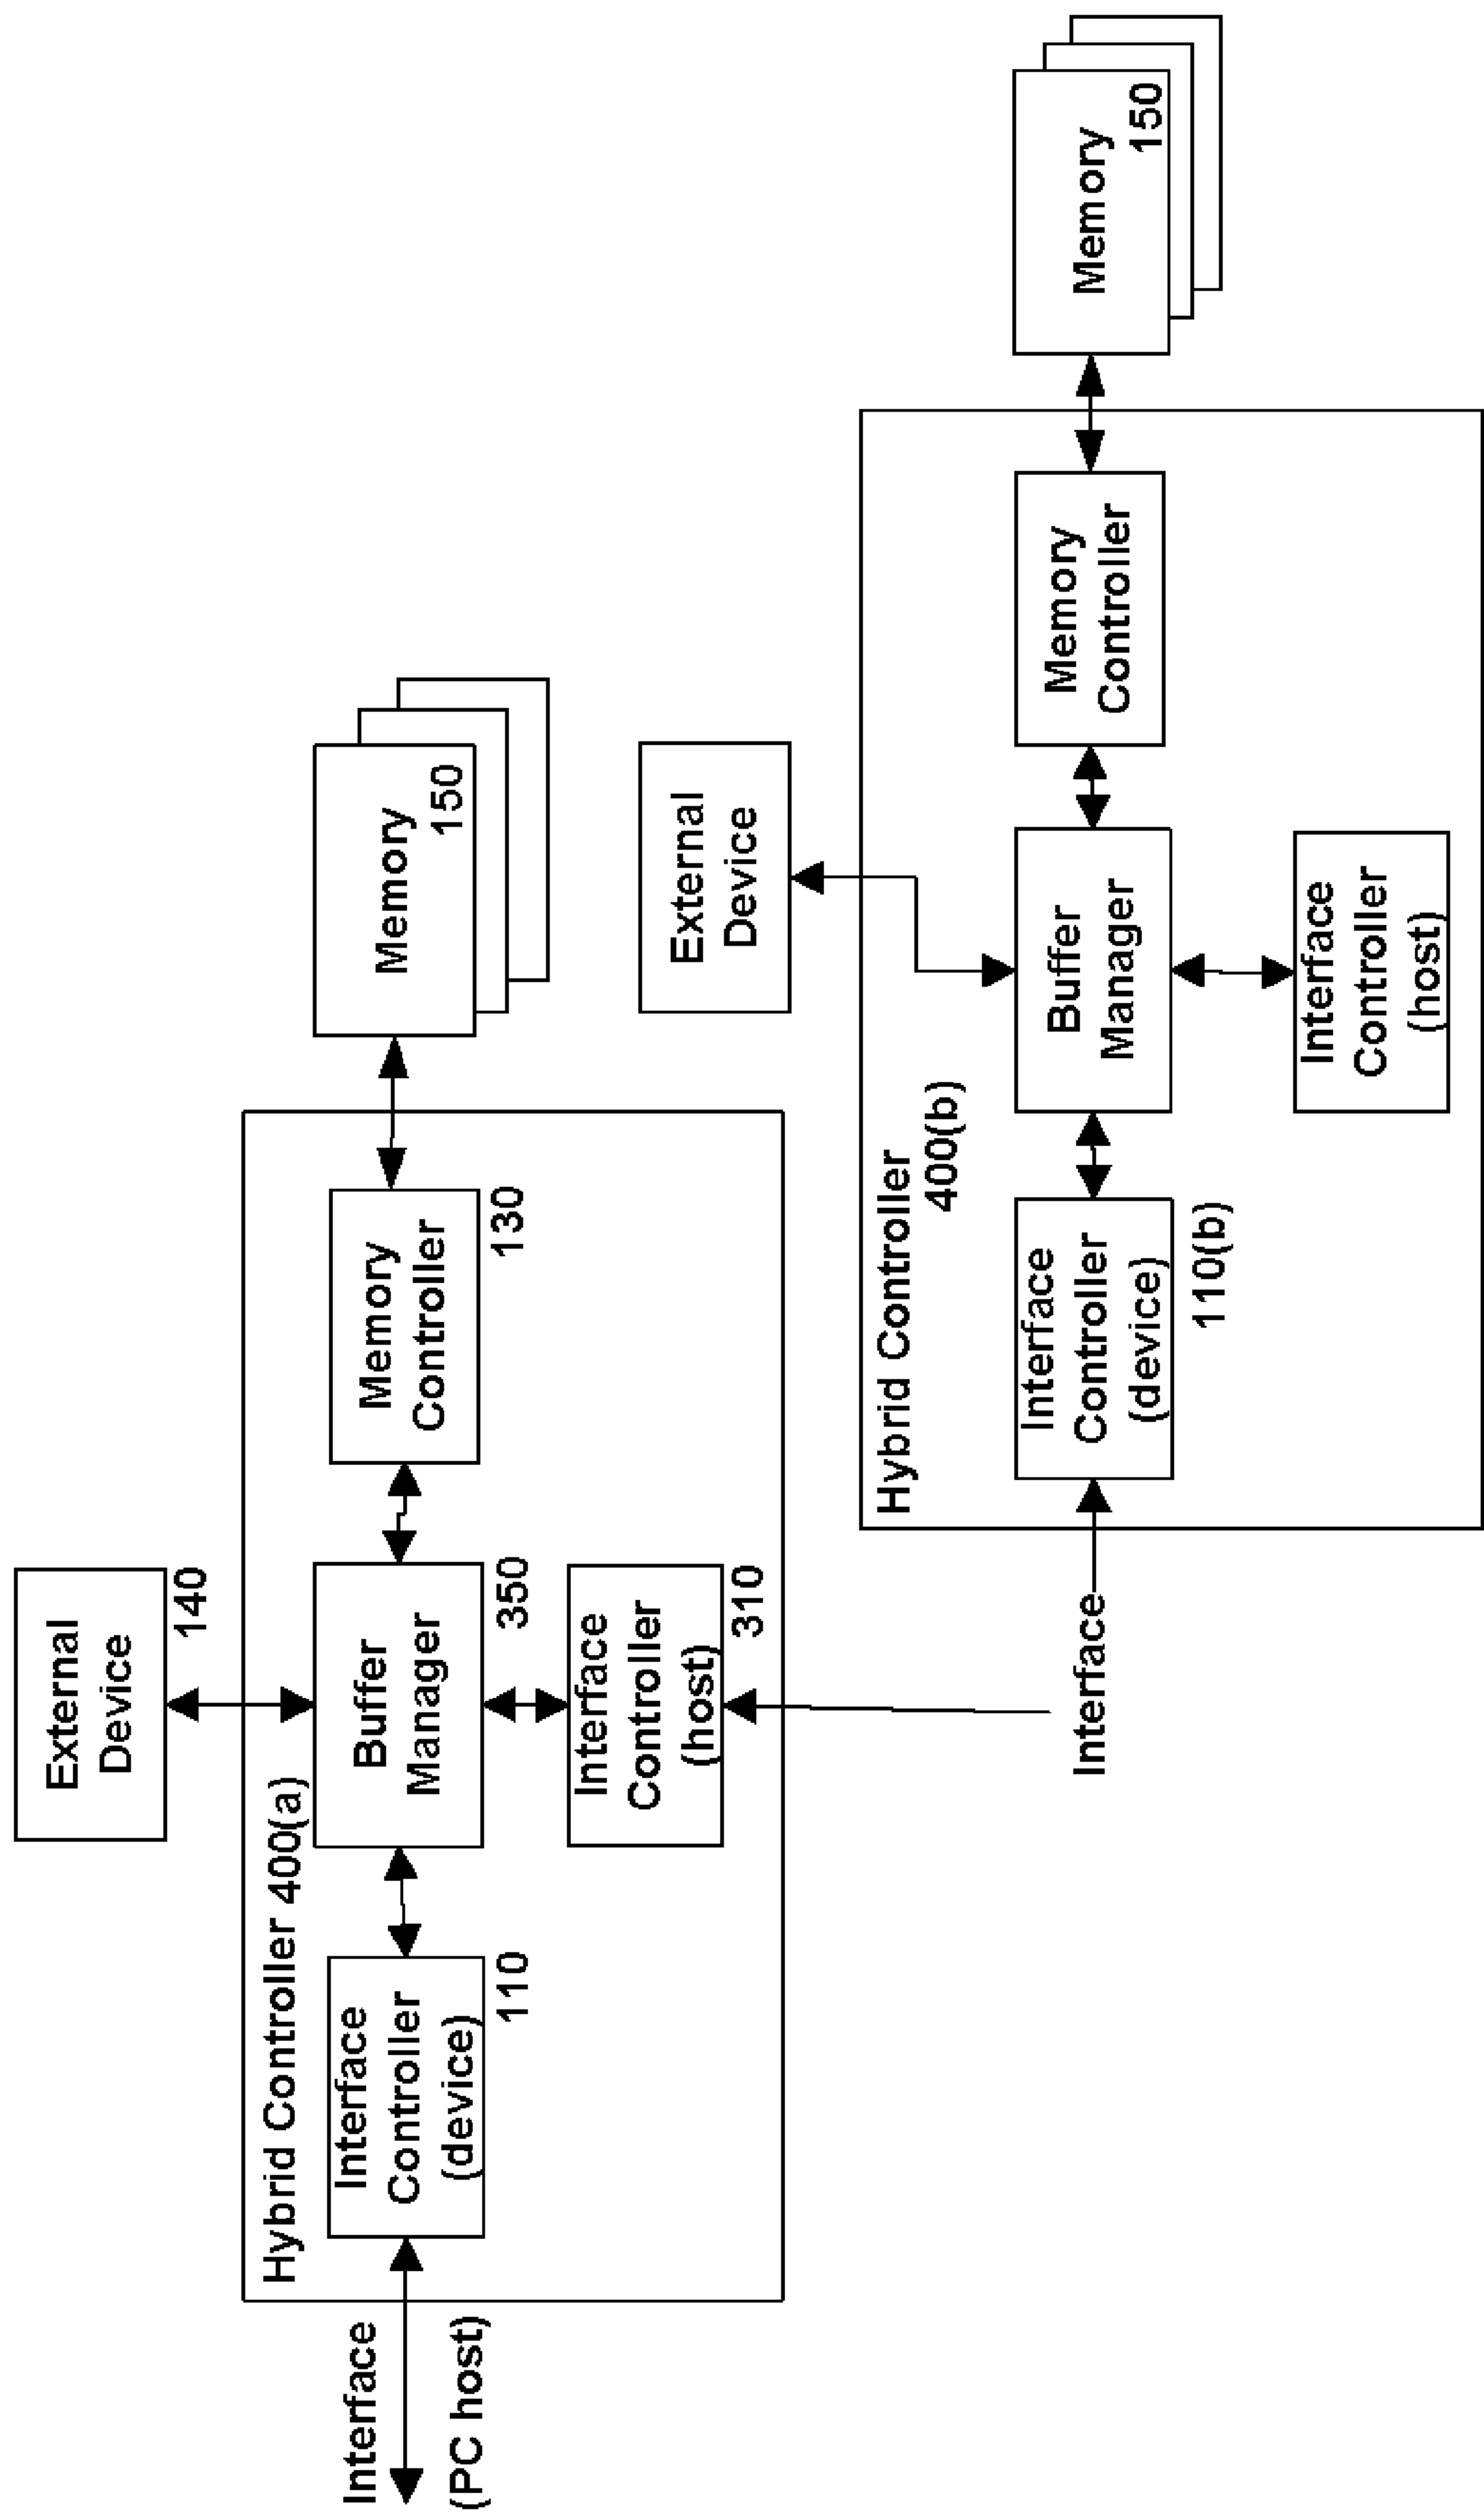 External
Device
140
Interface
(PC host)
Hybrid Controller 400(a)
Interface
Controller
(device)
110
Buffer
Manager
350
Memory
Controller
130
Memory
150
Interface
Controller
(host)
310
External
Device
Interface
Hybrid Controller
400(b)
Interface
Controller
(device)
110(b)
Buffer
Manager
Memory
Controller
Memory
150
Interface
Controller
(host)